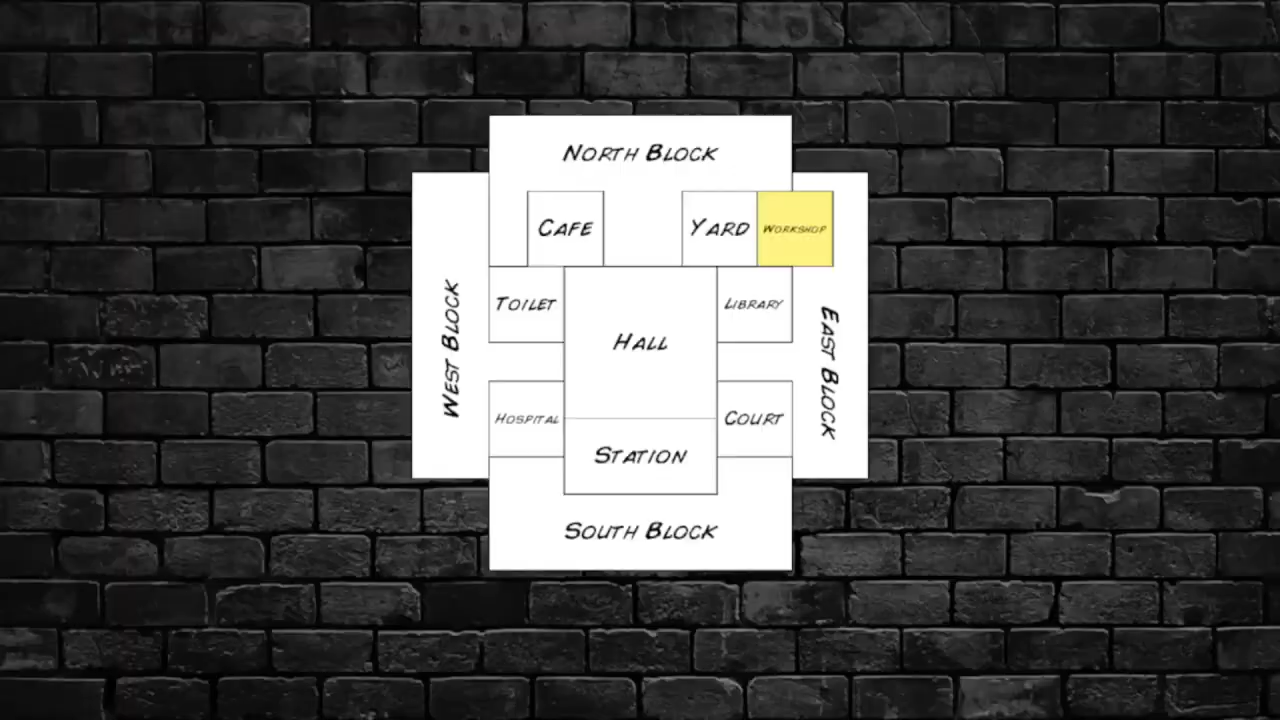 NORTH BLOCK
CAFE
YARD
WORKSHOP
WEST BLOCK
TOILET
HALL
LIBRARY
EAST BLOCK
HOSPITAL
COURT
STATION
SOUTH BLOCK